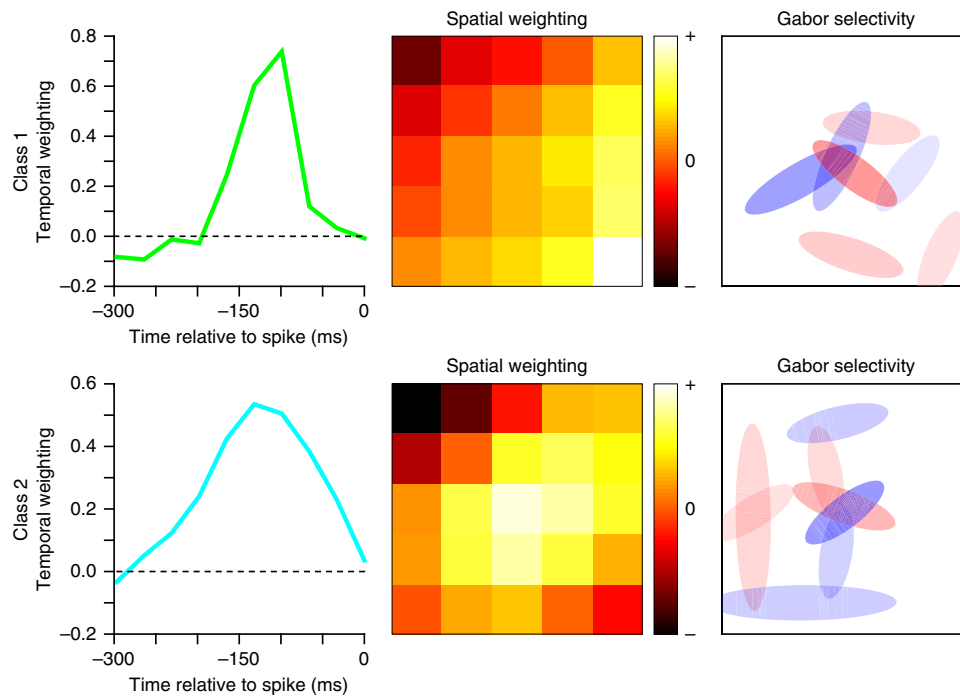 Spatial weighting
Gabor selectivity
Class 1
Temporal weighting
0.8
0.6
0.4
0.2
0.0
−0.2
−300
−150
0
Time relative to spike (ms)
+
0
−
Spatial weighting
Gabor selectivity
Class 2
Temporal weighting
0.6
0.4
0.2
0.0
−0.2
−300
−150
0
Time relative to spike (ms)
+
0
−